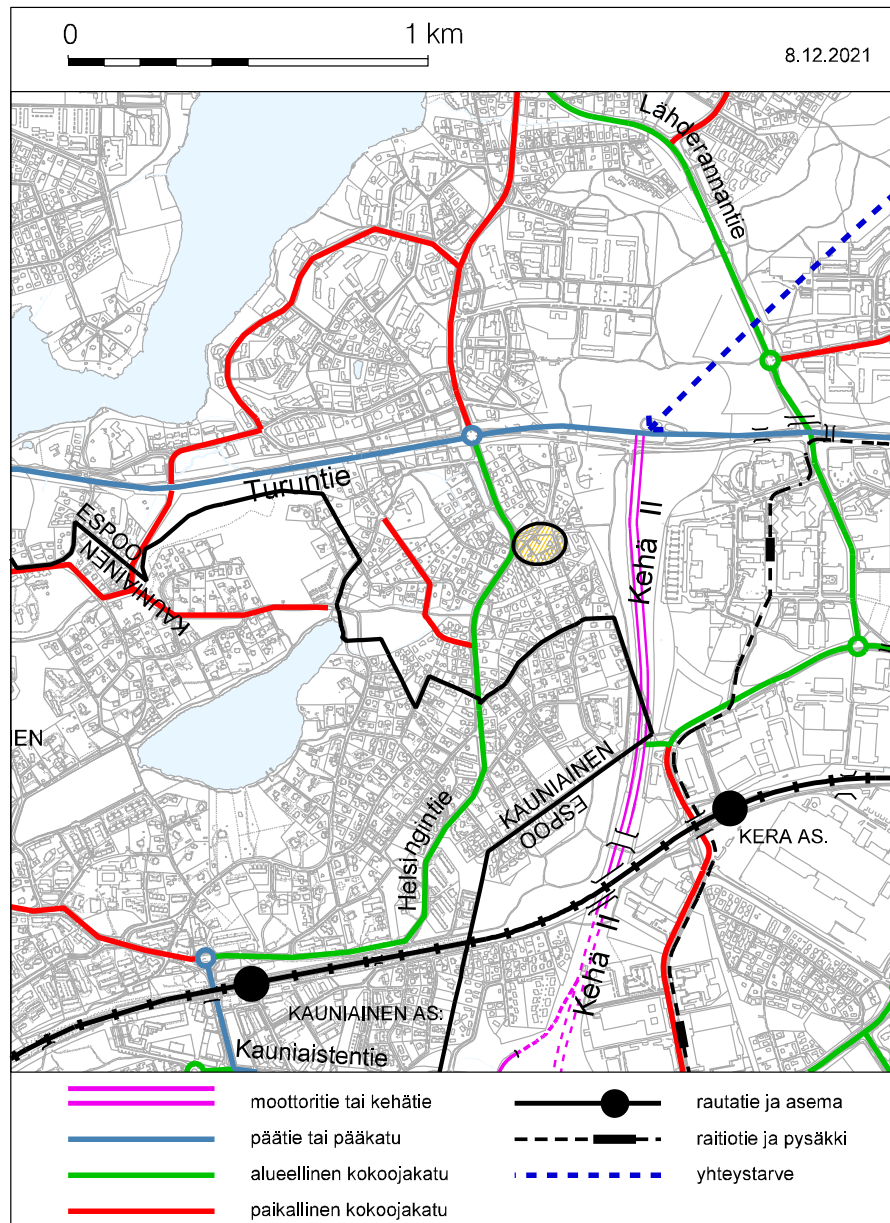 0 1 km
8.12.2021
Lähderannantie
Turuntie
ESPOO
KAUNIAINEN
Kehä II
EN
KAUNIAINEN
ESPOO
Helsingintie
KERA AS.
Kehä II
KAUNIAINEN AS:
Kauniaistentie
moottoritie tai kehätie
päätie tai pääkatu
alueellinen kokoojakatu
paikallinen kokoojakatu
rautatie ja asema
raitiotie ja pysäkki
yhteystarve